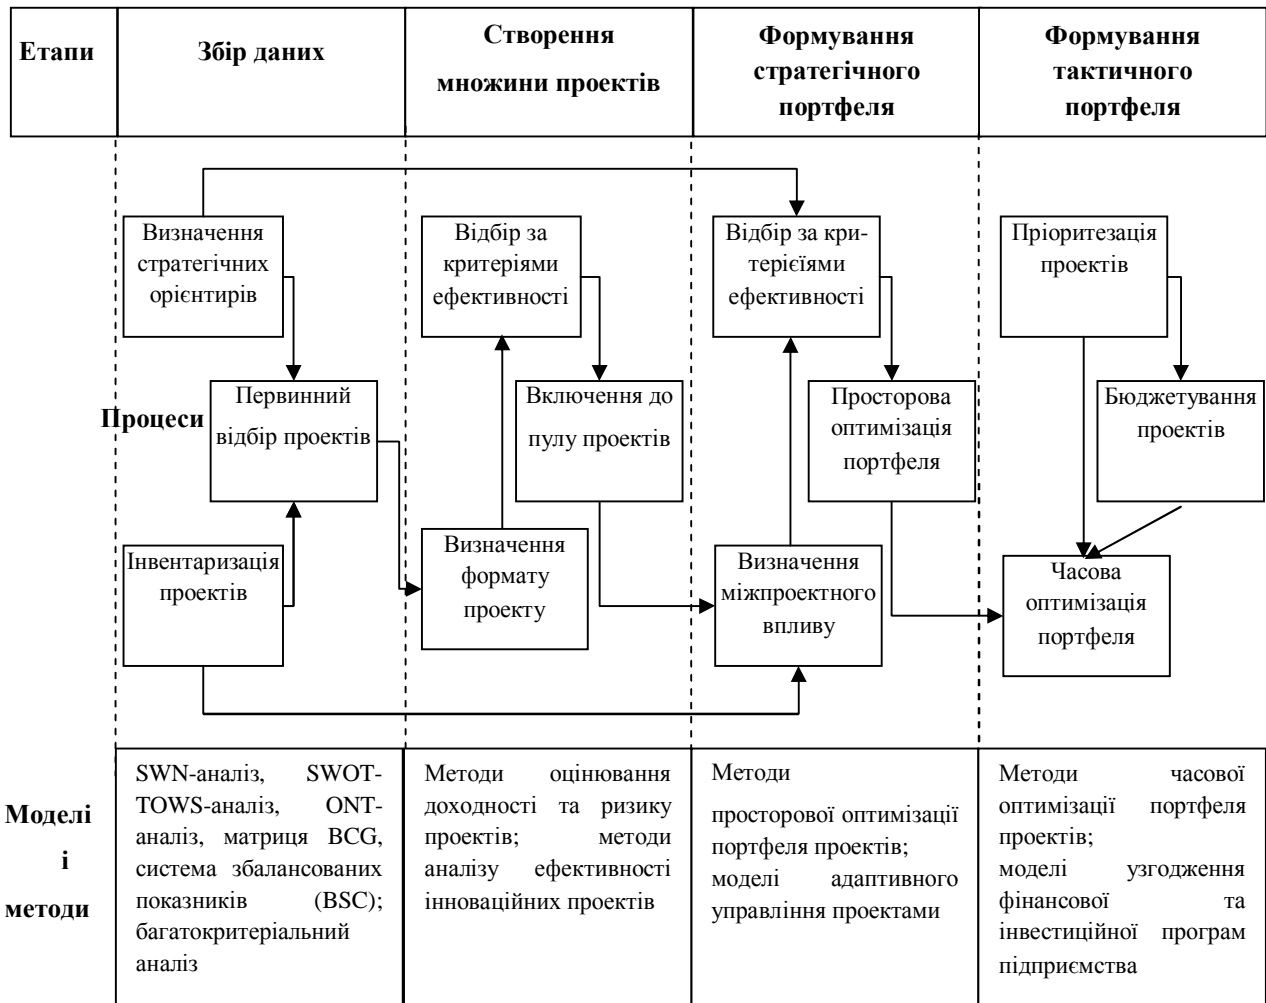 Етапи
Збір даних
Створення
множини проектів
Формування
стратегічного
портфеля
Формування
тактичного
портфеля
Процеси
Визначення
стратегічних
орієнтирів
Первинний
відбір проектів
Інвентаризація
проектів
Відбір за
критеріями
ефективності
Включення до
пулу проектів
Визначення
формату
проекту
Відбір за кри-
терієїями
ефективності
Просторова
оптимізація
портфеля
Визначення
міжпроектного
впливу
Пріоритезація
проектів
Бюджетування
проектів
Часова
оптимізація
портфеля
Моделі
і
методи
SWN-аналіз, SWOT-
TOWS-аналіз, ONT-
аналіз, матриця BCG,
система збалансованих
показників (BSC);
багатокритеріальний
аналіз
Методи оцінювання
доходності та ризику
проектів; методи
аналізу ефективності
інноваційних проектів
Методи
просторової оптимізації
портфеля проектів;
моделі адаптивного
управління проектами
Методи часової
оптимізації портфеля
проектів;
моделі узгодження
фінансової та
інвестиційної програм
підприємства